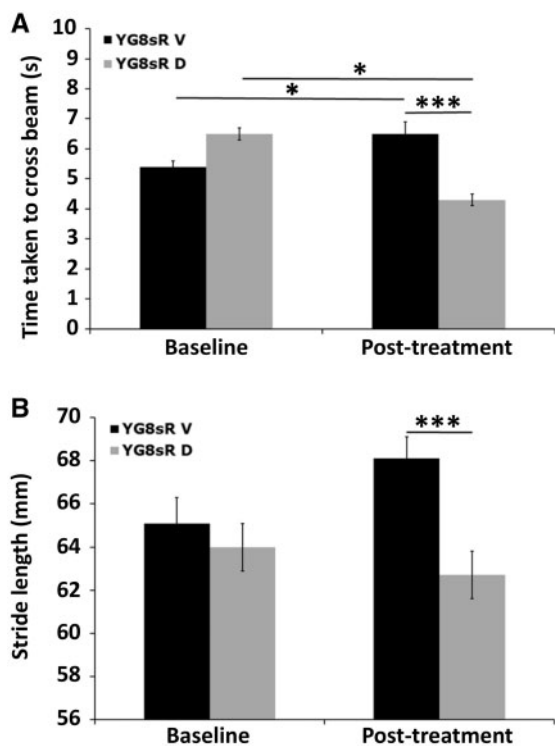 A
YG8sR V
YG8sR D
Time taken to cross beam (s)
10
9
8
7
6
5
4
3
2
1
0
*
*
***
Baseline
Post-treatment
B
YG8sR V
YG8sR D
Stride length (mm)
70
68
66
64
62
60
58
56
***
Baseline
Post-treatment